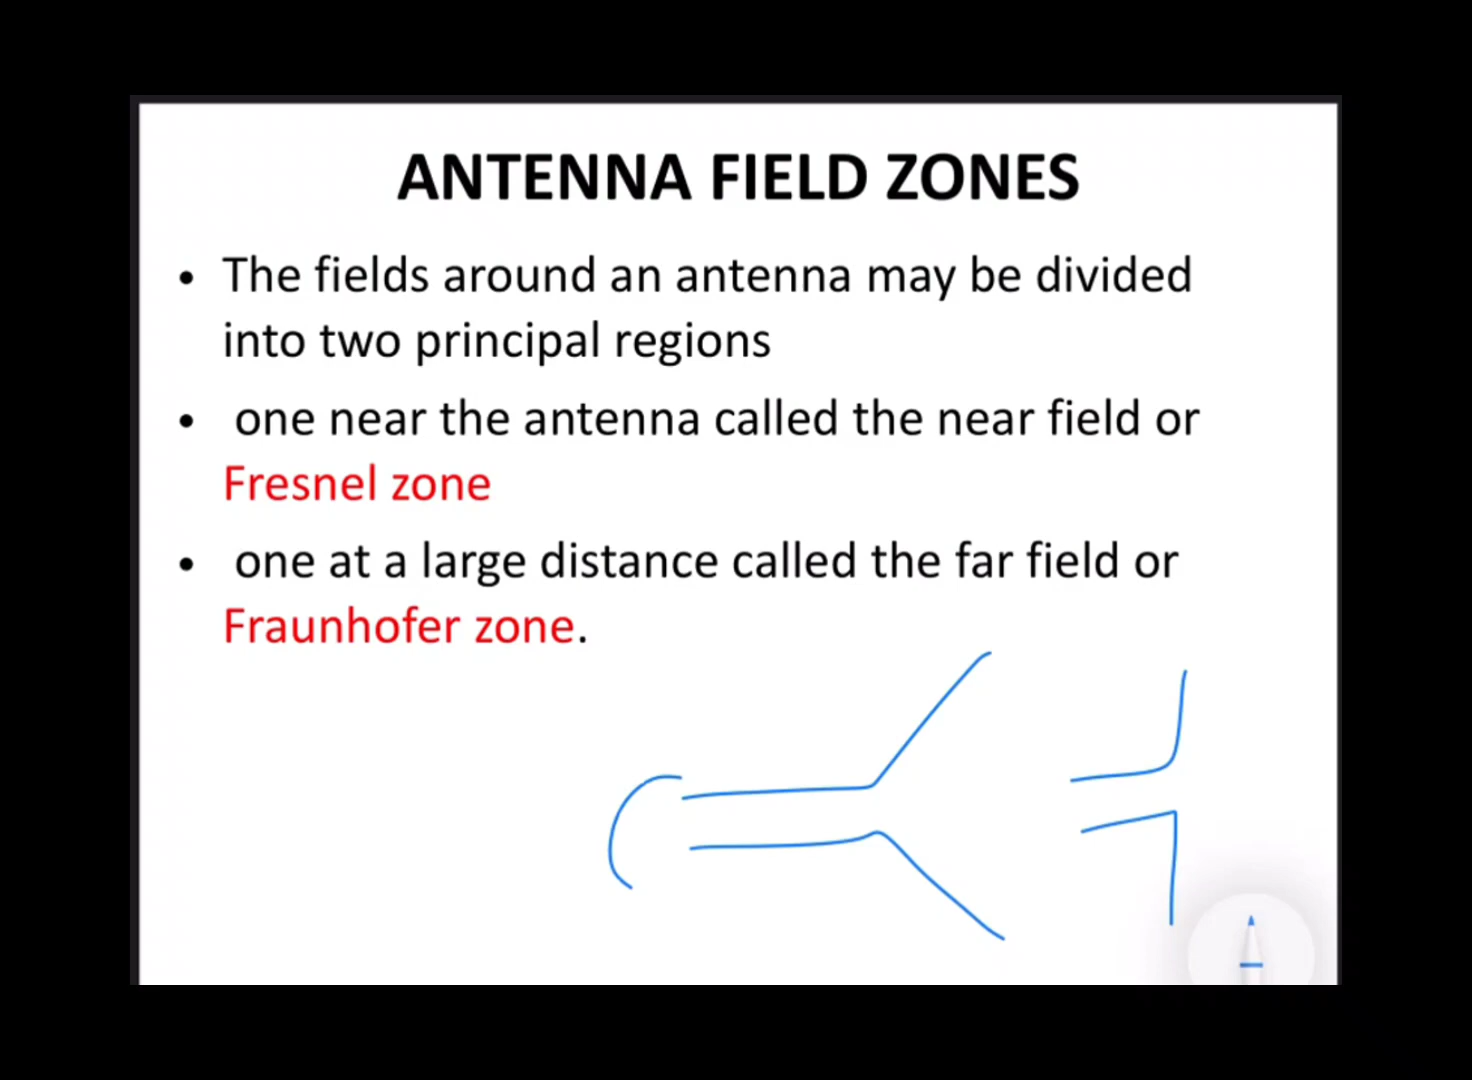 ANTENNA FIELD ZONES
• The fields around an antenna may be divided
into two principal regions
• one near the antenna called the near field or
Fresnel zone
• one at a large distance called the far field or
Fraunhofer zone.